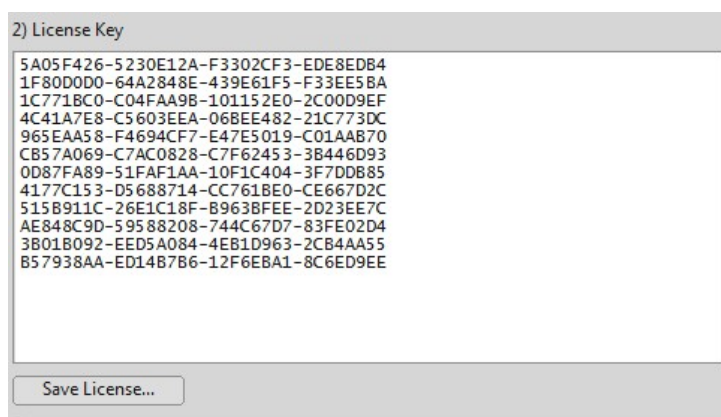 2) License Key
5A05F426-5230E12A-F3302CF3-EDE8EDB4
1F80D0D0-64A2848E-439E61F5-F33EE5BA
1C771BC0-C04FAA9B-101152E0-2C00D9EF
4C41A7E8-C5603EEA-06BEE482-21C773DC
965EAA58-F4694CF7-E47E5019-C01AAB70
CB57A069-C7AC0828-C7F62453-3B446D93
0D87FA89-51FAF1AA-10F1C404-3F7DDB85
4177C153-D5688714-CC761BE0-CE667D2C
515B911C-26E1C18F-B963BFEE-2D23EE7C
AE848C9D-59588208-744C67D7-83FE02D4
3B01B092-EED5A084-4EB1D963-2CB4AA55
B57938AA-ED14B7B6-12F6EBA1-8C6ED9EE
Save License...